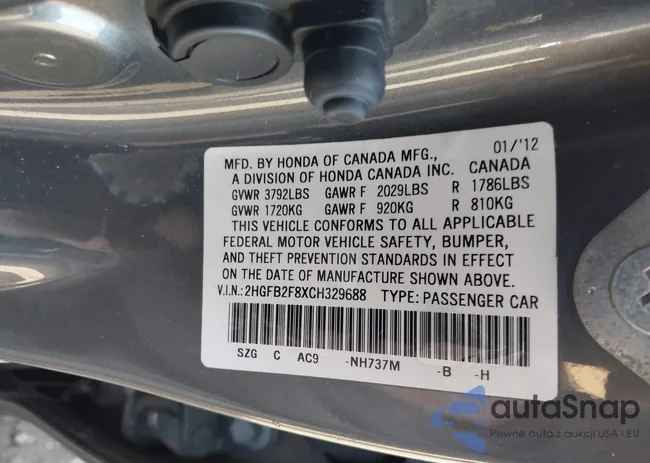 01/'12
MFD. BY HONDA OF CANADA MFG.,
A DIVISION OF HONDA CANADA INC. CANADA
GVWR 3792LBS GAWR F 2029LBS R 1786LBS
GVWR 1720KG GAWR F 920KG R 810KG
THIS VEHICLE CONFORMS TO ALL APPLICABLE
FEDERAL MOTOR VEHICLE SAFETY, BUMPER,
AND THEFT PREVENTION STANDARDS IN EFFECT
ON THE DATE OF MANUFACTURE SHOWN ABOVE.
V.I.N.:2HGFB2F8XCH329688 TYPE: PASSENGER CAR
SZG C AC9 -NH737M -B -H
autaSnap
Pewne auta z aukcji USA i EU